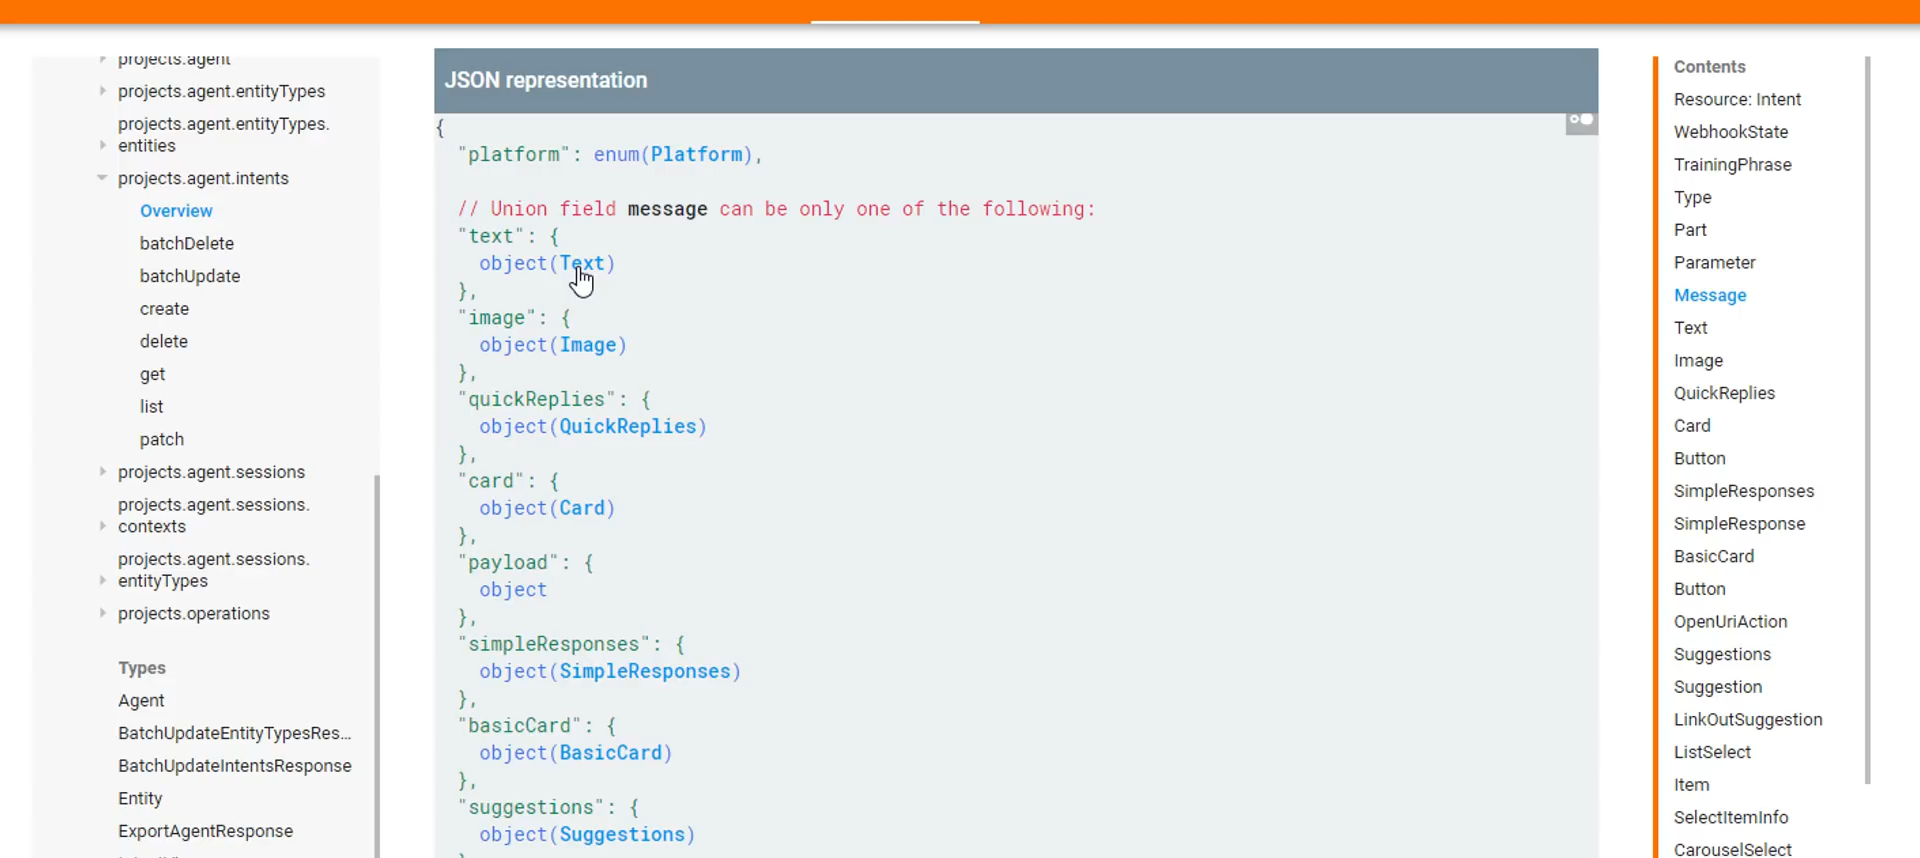 projects.agent
projects.agent.entityTypes
projects.agent.entityTypes.
entities
projects.agent.intents
Overview
batchDelete
batchUpdate
create
delete
get
list
patch
projects.agent.sessions
projects.agent.sessions.
contexts
projects.agent.sessions.
entityTypes
projects.operations
Types
Agent
BatchUpdateEntityTypesRes...
BatchUpdateIntentsResponse
Entity
ExportAgentResponse
JSON representation
{
"platform": enum(Platform),
// Union field message can be only one of the following:
"text": {
object(Text)
},
"image": {
object(Image)
},
"quickReplies": {
object(QuickReplies)
},
"card": {
object(Card)
},
"payload": {
object
},
"simpleResponses": {
object(SimpleResponses)
},
"basicCard": {
object(BasicCard)
},
"suggestions": {
object(Suggestions)
Contents
Resource: Intent
WebhookState
TrainingPhrase
Type
Part
Parameter
Message
Text
Image
QuickReplies
Card
Button
SimpleResponses
SimpleResponse
BasicCard
Button
OpenUriAction
Suggestions
Suggestion
LinkOutSuggestion
ListSelect
Item
SelectItemInfo
CarouselSelect